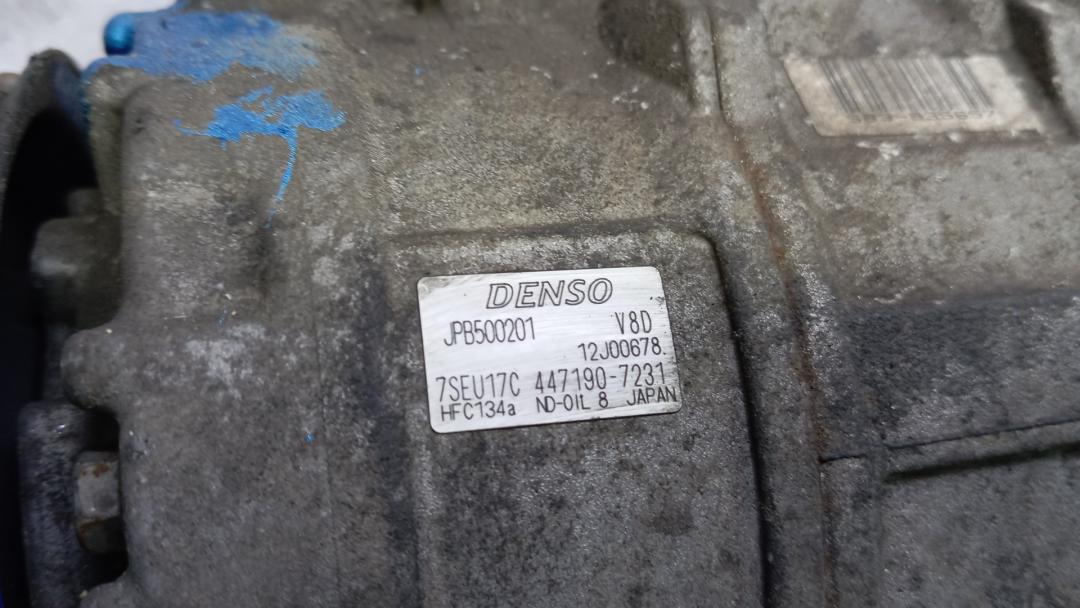 DENSO
JPB500201 V8D
12J00678.
7SEU17C 447190-7231
HFC134a ND-OIL 8 JAPAN